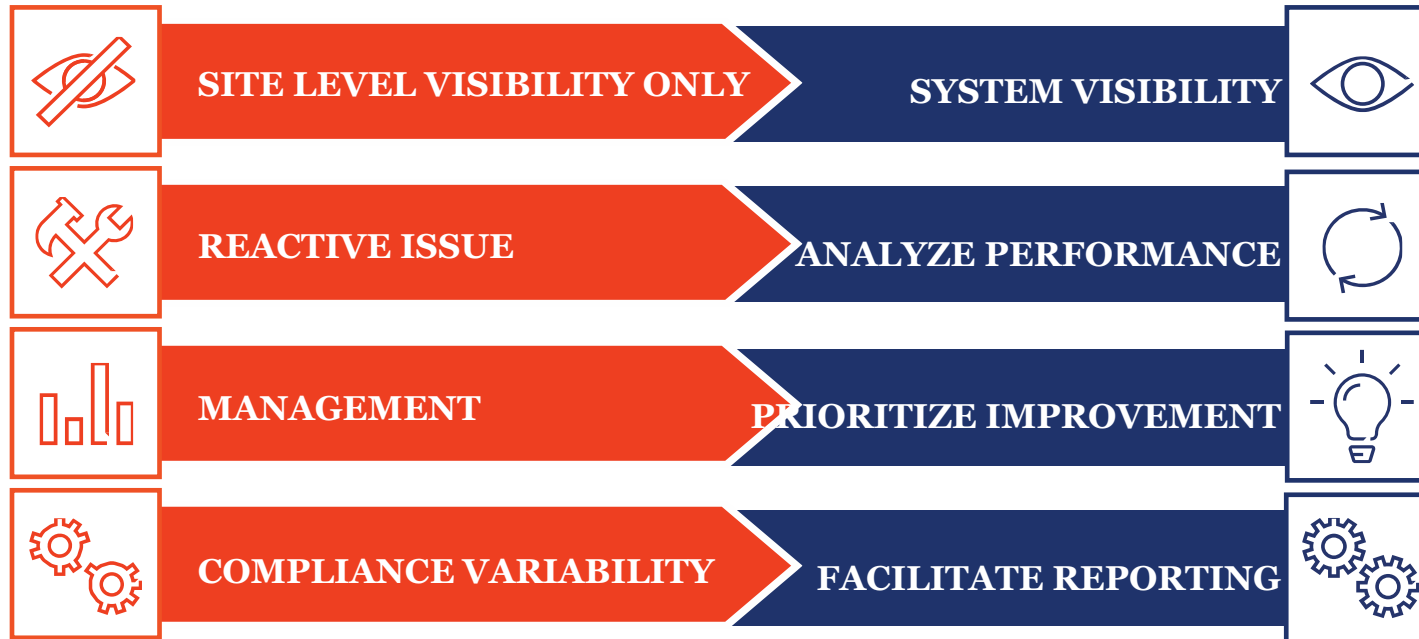 SITE LEVEL VISIBILITY ONLY
SYSTEM VISIBILITY
REACTIVE ISSUE
ANALYZE PERFORMANCE
MANAGEMENT
PRIORITIZE IMPROVEMENT
COMPLIANCE VARIABILITY
FACILITATE REPORTING